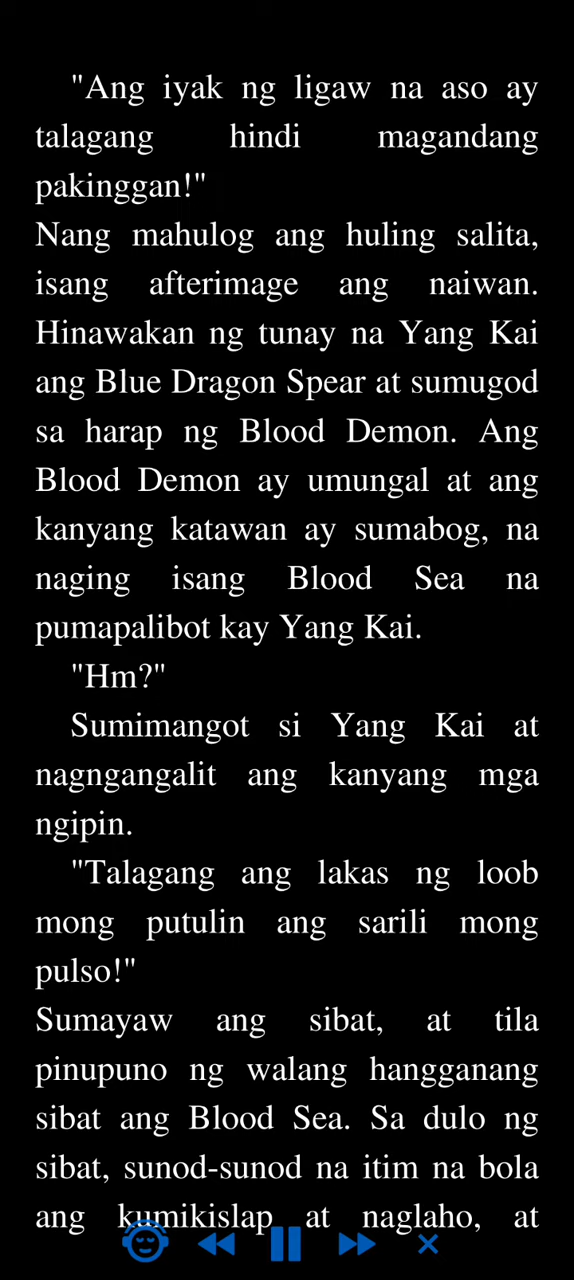 "Ang iyak ng ligaw na aso ay
talagang hindi magandang
pakinggan!"
Nang mahulog ang huling salita,
isang afterimage ang naiwan.
Hinawakan ng tunay na Yang Kai
ang Blue Dragon Spear at sumugod
sa harap ng Blood Demon. Ang
Blood Demon ay umungal at ang
kanyang katawan ay sumabog, na
naging isang Blood Sea na
pumapalibot kay Yang Kai.
"Hm?"
Sumimangot si Yang Kai at
nagngangalit ang kanyang mga
ngipin.
"Talagang ang lakas ng loob
mong putulin ang sarili mong
pulso!"
Sumayaw ang sibat, at tila
pinupuno ng walang hangganang
sibat ang Blood Sea. Sa dulo ng
sibat, sunod-sunod na itim na bola
ang kumikislap at naglaho, at